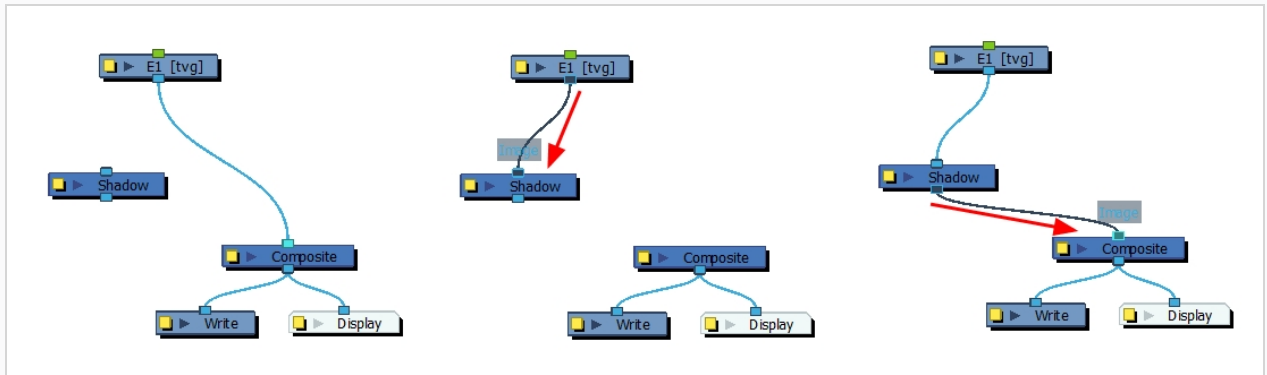 E1 [tvg]
Shadow
Composite
Write
Display
E1 [tvg]
Image
Shadow
Composite
Write
Display
E1 [tvg]
Shadow
Image
Composite
Write
Display